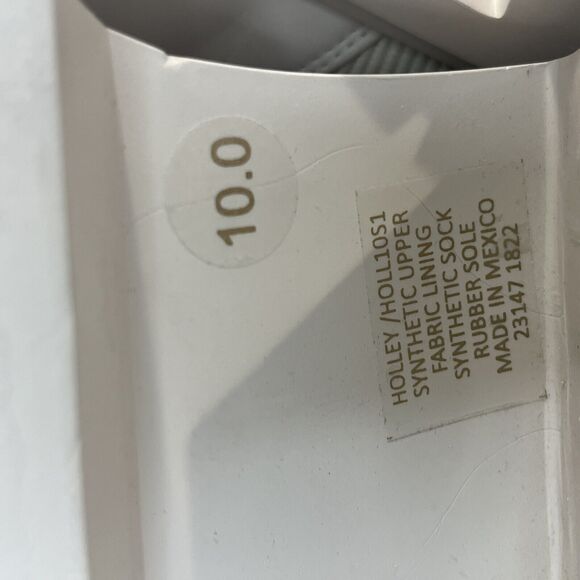 10.0
HOLLEY /HOLL10S1
SYNTHETIC UPPER
FABRIC LINING
SYNTHETIC SOCK
RUBBER SOLE
MADE IN MEXICO
23147 1822